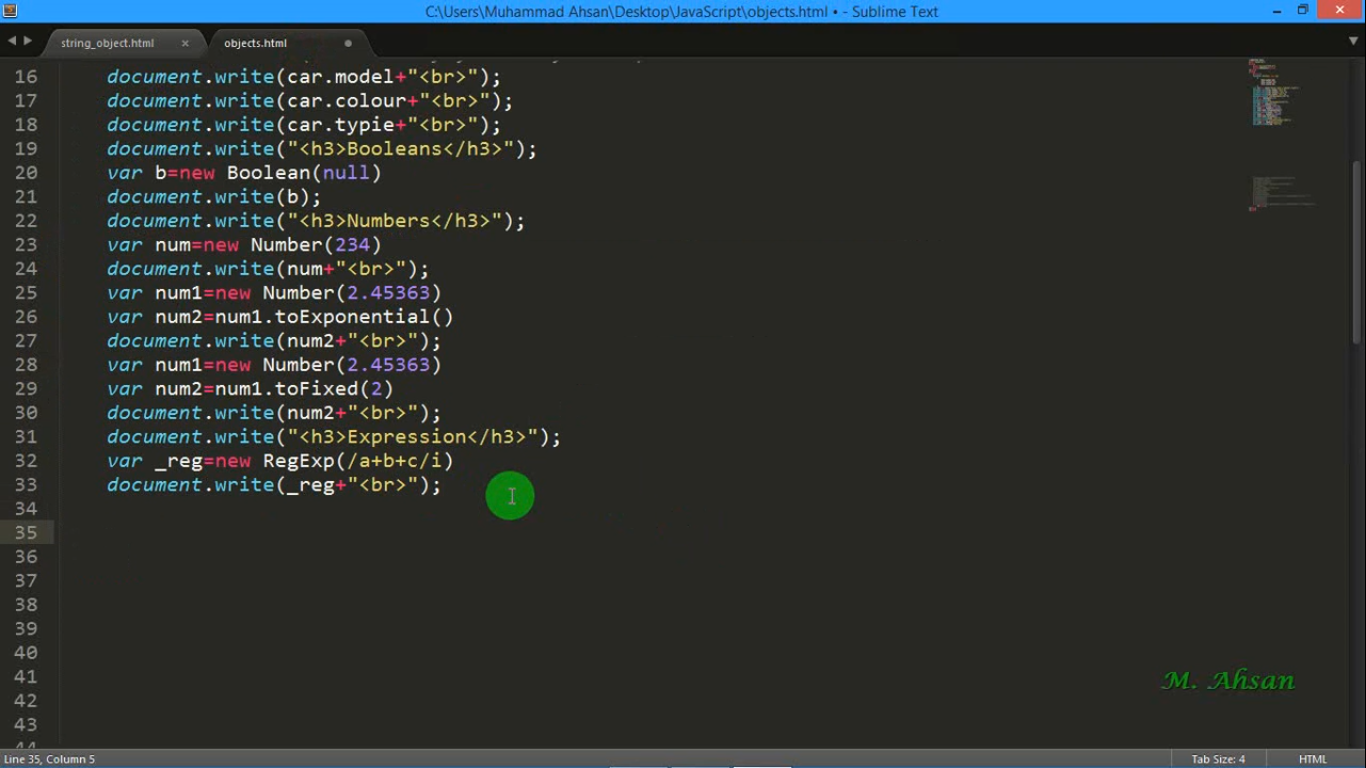 C:\Users\Muhammad Ahsan\Desktop\JavaScript\objects.html • - Sublime Text
string_object.html × objects.html
16 document.write(car.model+"<br>");
17 document.write(car.colour+"<br>");
18 document.write(car.typie+"<br>");
19 document.write("<h3>Booleans</h3>");
20 var b=new Boolean(null)
21 document.write(b);
22 document.write("<h3>Numbers</h3>");
23 var num=new Number(234)
24 document.write(num+"<br>");
25 var num1=new Number(2.45363)
26 var num2=num1.toExponential()
27 document.write(num2+"<br>");
28 var num1=new Number(2.45363)
29 var num2=num1.toFixed(2)
30 document.write(num2+"<br>");
31 document.write("<h3>Expression</h3>");
32 var _reg=new RegExp(/a+b+c/i)
33 document.write(_reg+"<br>");
34
35
36
37
38
39
40
41
42
43
44
M. Ahsan
Line 35, Column 5 Tab Size: 4 HTML